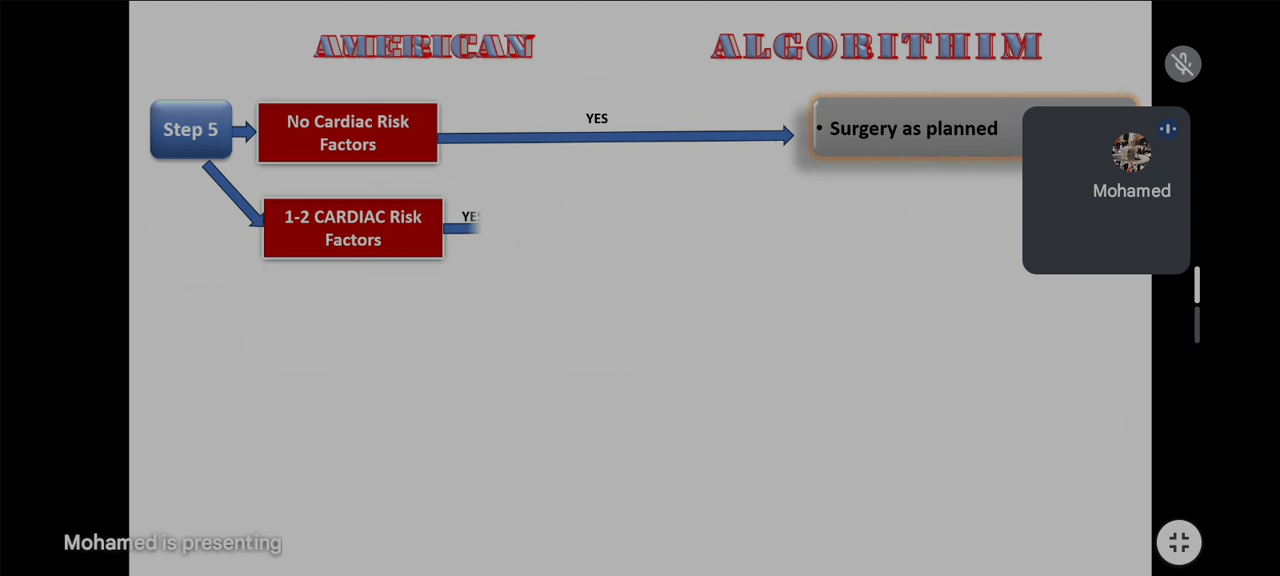 AMERICAN ALGORITHIM
Step 5
No Cardiac Risk
Factors
YES
• Surgery as planned
Mohamed
1-2 CARDIAC Risk
Factors
YES
Mohamed is presenting